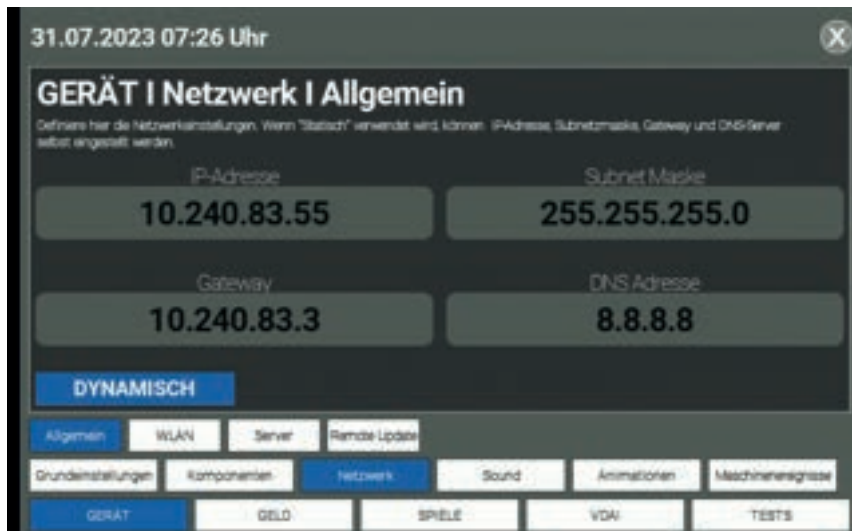 31.07.2023 07:26 Uhr
X
GERÄT I Netzwerk I Allgemein
Definiere hier die Netzwerkeinstellungen. Wenn "Statisch" verwendet wird, können IP-Adresse, Subnetzmaske, Gateway und DNS-Server
selbst eingestellt werden.
IP-Adresse Subnet Maske
10.240.83.55 255.255.255.0
Gateway DNS Adresse
10.240.83.3 8.8.8.8
DYNAMISCH
Allgemein WLAN Server Remote Update
Grundeinstellungen Komponenten Netzwerk Sound Animationen Maschinenereignisse
GERÄT GELD SPIELE VDAI TESTS